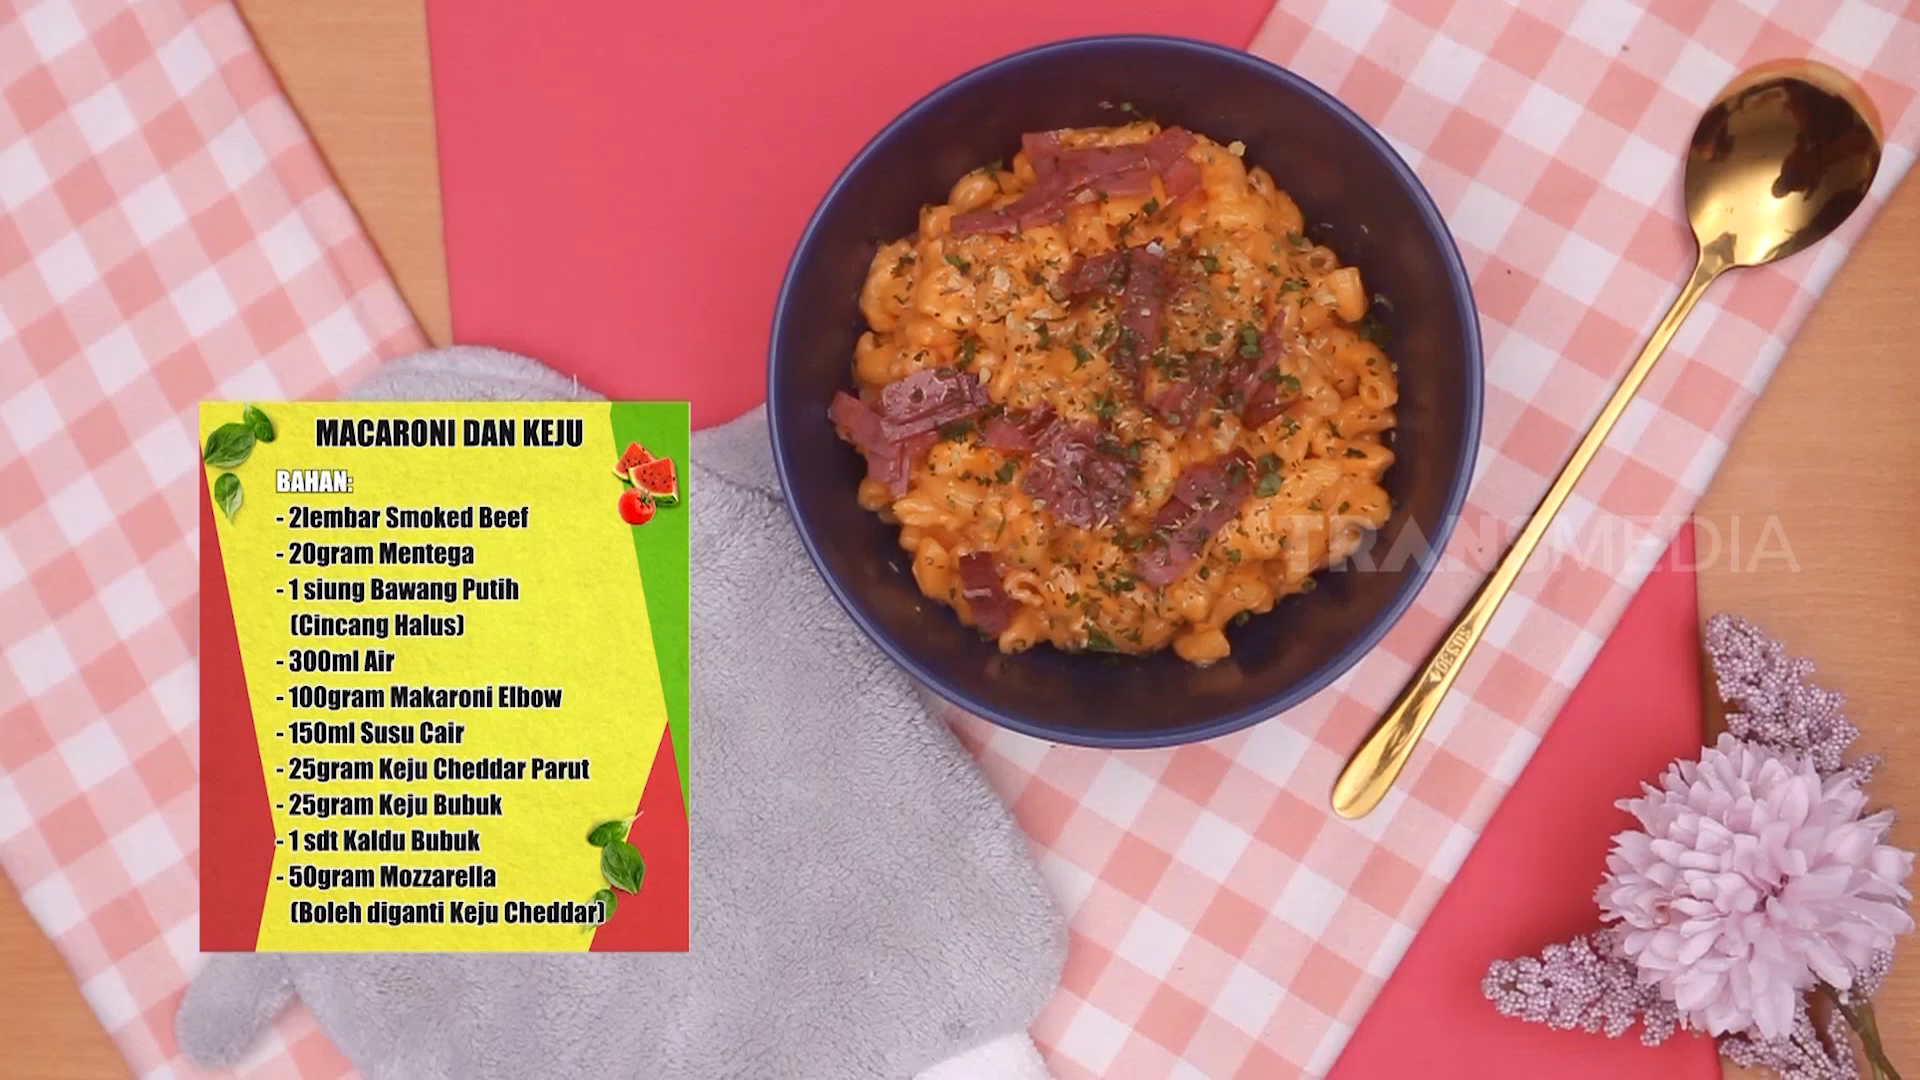 MACARONI DAN KEJU
BAHAN:
- 2lembar Smoked Beef
- 20gram Mentega
- 1 siung Bawang Putih
(Cincang Halus)
- 300ml Air
- 100gram Makaroni Elbow
- 150ml Susu Cair
- 25gram Keju Cheddar Parut
- 25gram Keju Bubuk
- 1 sdt Kaldu Bubuk
- 50gram Mozzarella
(Boleh diganti Keju Cheddar)
TRANSMEDIA
SUS304